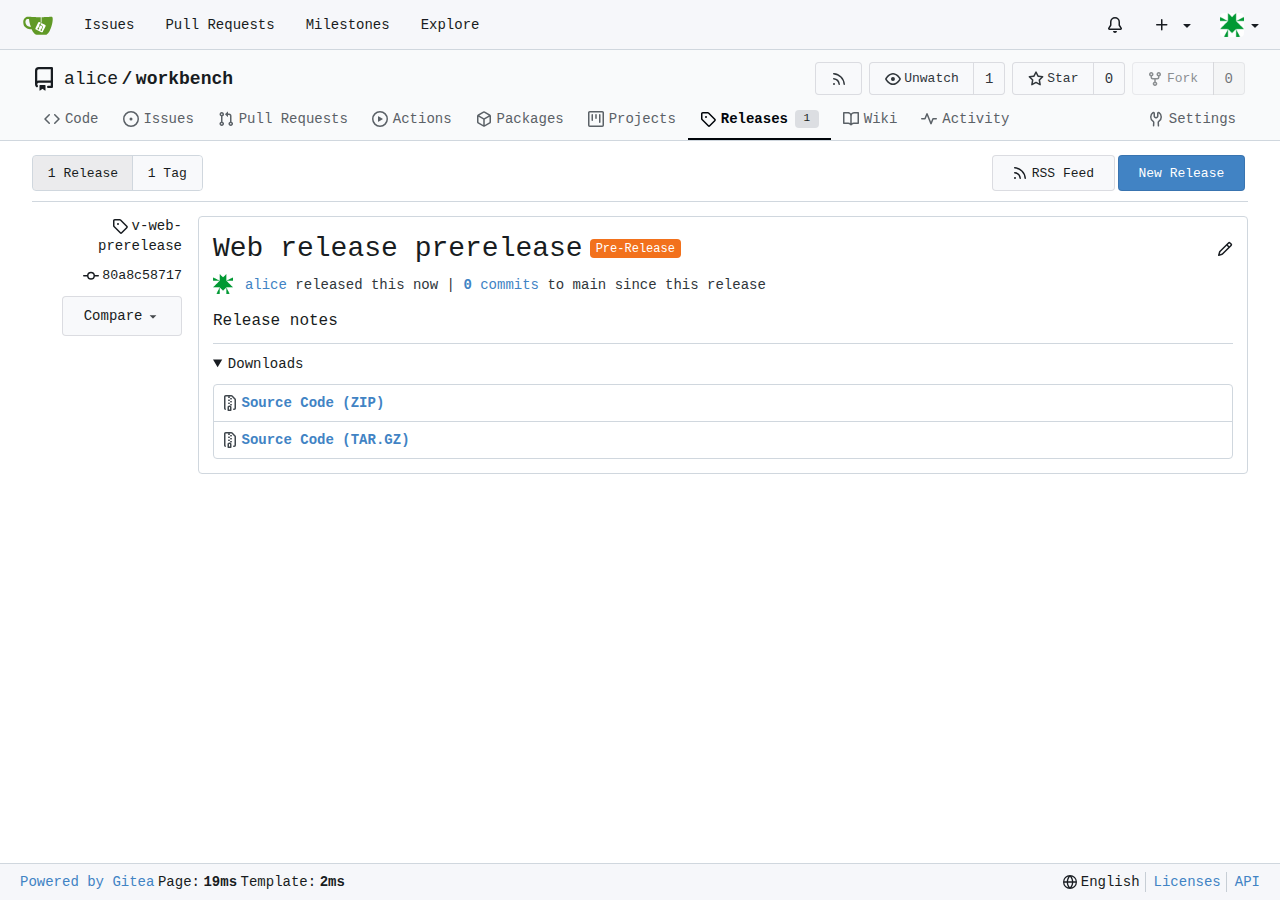 Issues Pull Requests Milestones Explore
alice / workbench Unwatch 1 Star 0 Fork 0
Code Issues Pull Requests Actions Packages Projects Releases 1 Wiki Activity Settings
1 Release 1 Tag RSS Feed New Release
v-web-
prerelease
80a8c58717
Compare
Web release prerelease Pre-Release
alice released this now | 0 commits to main since this release
Release notes
Downloads
Source Code (ZIP)
Source Code (TAR.GZ)
Powered by Gitea Page: 19ms Template: 2ms English Licenses API